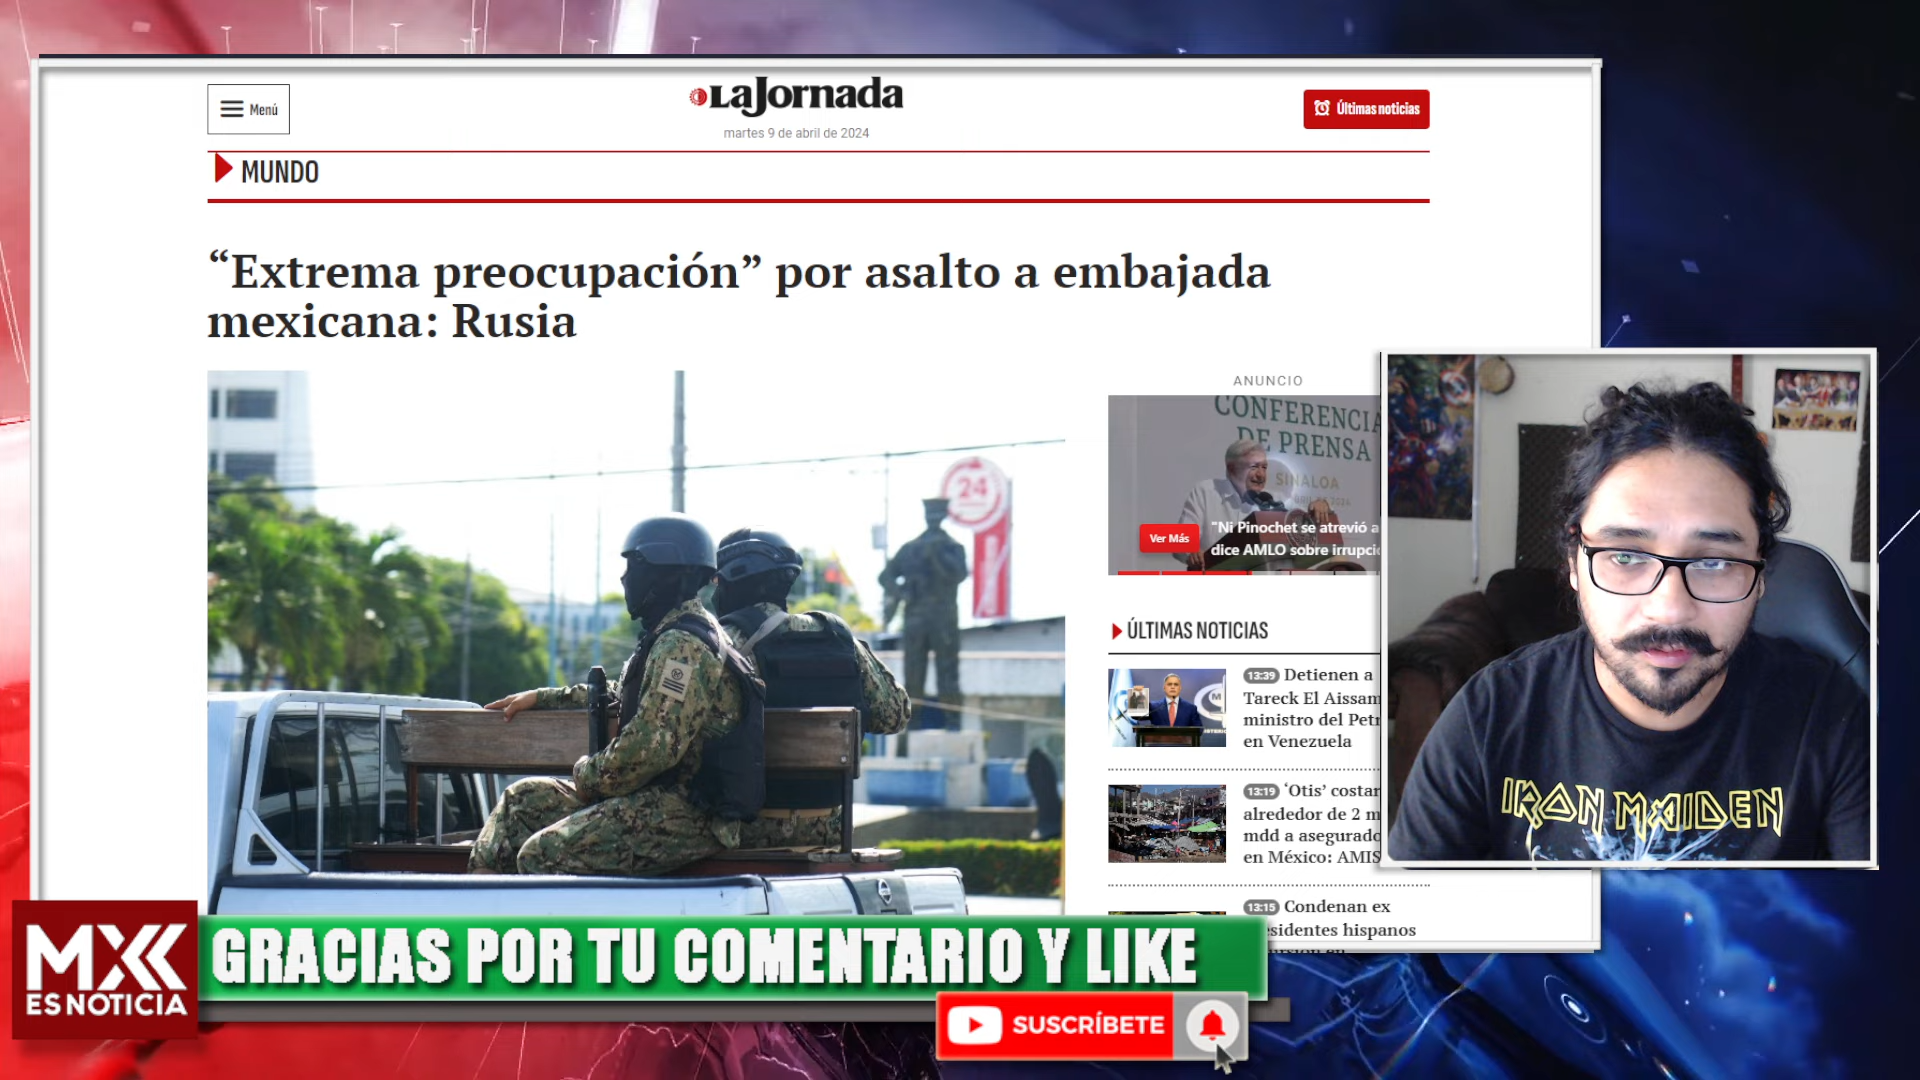 Menú
LaJornada
martes 9 de abril de 2024
Últimas noticias
MUNDO
“Extrema preocupación” por asalto a embajada
mexicana: Rusia
ANUNCIO
CONFERENCIA
DE PRENSA
SINALOA
24
Ver Más
"Ni Pinochet se atrevió a
dice AMLO sobre
ÚLTIMAS NOTICIAS
13:39 Detienen a
Tareck El Aissam
ministro del Petr
en Venezuela
13:19 ‘Otis’ costar
alrededor de 2 m
mdd a asegurado
en México: AMIS
13:15 Condenan ex
esidentes hispanos
IRON MAIDEN
MX
ES NOTICIA
GRACIAS POR TU COMENTARIO Y LIKE
SUSCRÍBETE